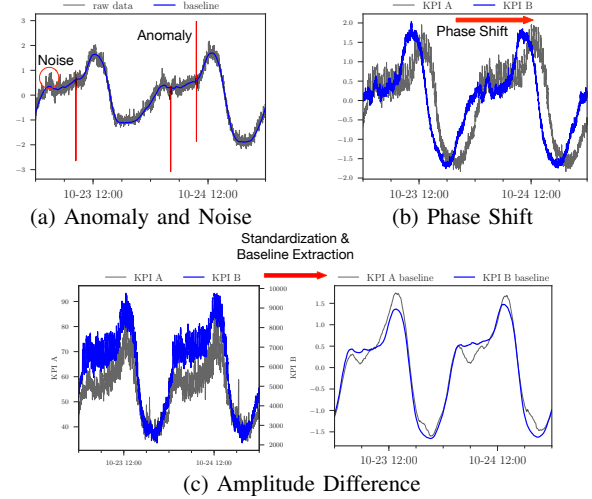 raw data baseline
3
2
1
0
−1
−2
−3
Noise
Anomaly
10-23 12:00 10-24 12:00
(a) Anomaly and Noise
KPI A KPI B
2.0
1.5
1.0
0.5
0.0
−0.5
−1.0
−1.5
−2.0
Phase Shift
10-23 12:00 10-24 12:00
(b) Phase Shift
Standardization &
Baseline Extraction
KPI A KPI B
KPI A
90
80
70
60
50
40
10000
9000
8000
7000
6000
5000
4000
3000
2000
KPI B
10-23 12:00 10-24 12:00
KPI A baseline KPI B baseline
1.5
1.0
0.5
0.0
−0.5
−1.0
−1.5
10-23 12:00 10-24 12:00
(c) Amplitude Difference